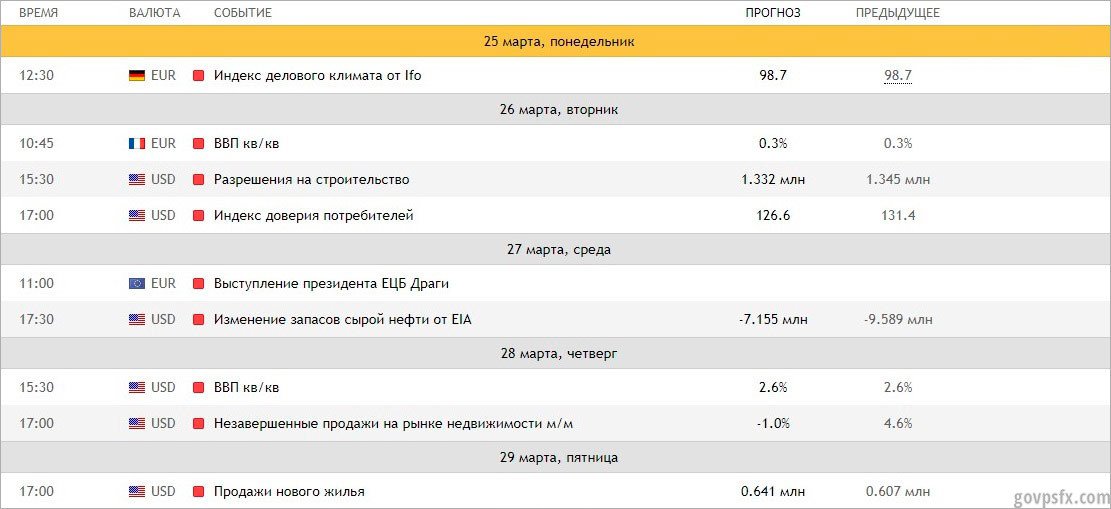 ВРЕМЯ ВАЛЮТА СОБЫТИЕ ПРОГНОЗ ПРЕДЫДУЩЕЕ
25 марта, понедельник
12:30 EUR Индекс делового климата от Ifo 98.7 98.7
26 марта, вторник
10:45 EUR ВВП кв/кв 0.3% 0.3%
15:30 USD Разрешения на строительство 1.332 млн 1.345 млн
17:00 USD Индекс доверия потребителей 126.6 131.4
27 марта, среда
11:00 EUR Выступление президента ЕЦБ Драги
17:30 USD Изменение запасов сырой нефти от EIA -7.155 млн -9.589 млн
28 марта, четверг
15:30 USD ВВП кв/кв 2.6% 2.6%
17:00 USD Незавершенные продажи на рынке недвижимости м/м -1.0% 4.6%
29 марта, пятница
17:00 USD Продажи нового жилья 0.641 млн 0.607 млн
govpsfx.com